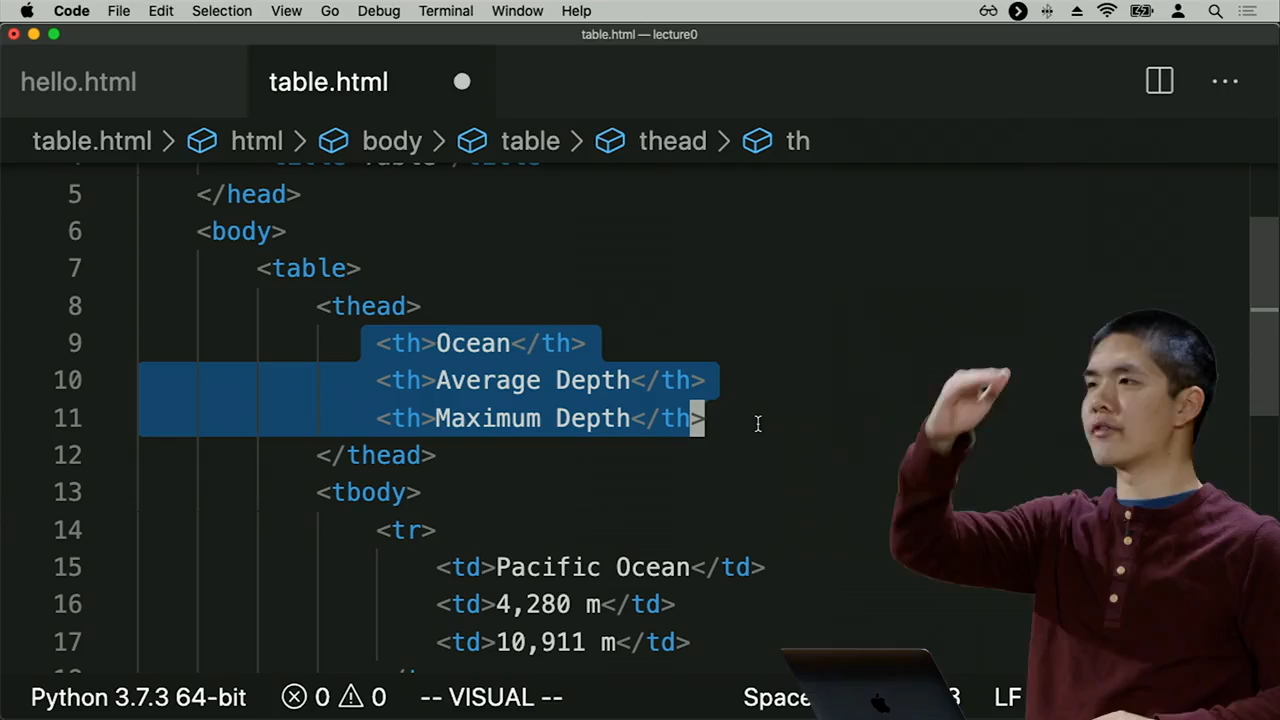 Code File Edit Selection View Go Debug Terminal Window Help
table.html — lecture0
hello.html table.html
table.html > html > body > table > thead > th
5 </head>
6 <body>
7 <table>
8 <thead>
9 <th>Ocean</th>
10 <th>Average Depth</th>
11 <th>Maximum Depth</th>
12 </thead>
13 <tbody>
14 <tr>
15 <td>Pacific Ocean</td>
16 <td>4,280 m</td>
17 <td>10,911 m</td>
Python 3.7.3 64-bit 0 0 -- VISUAL -- LF